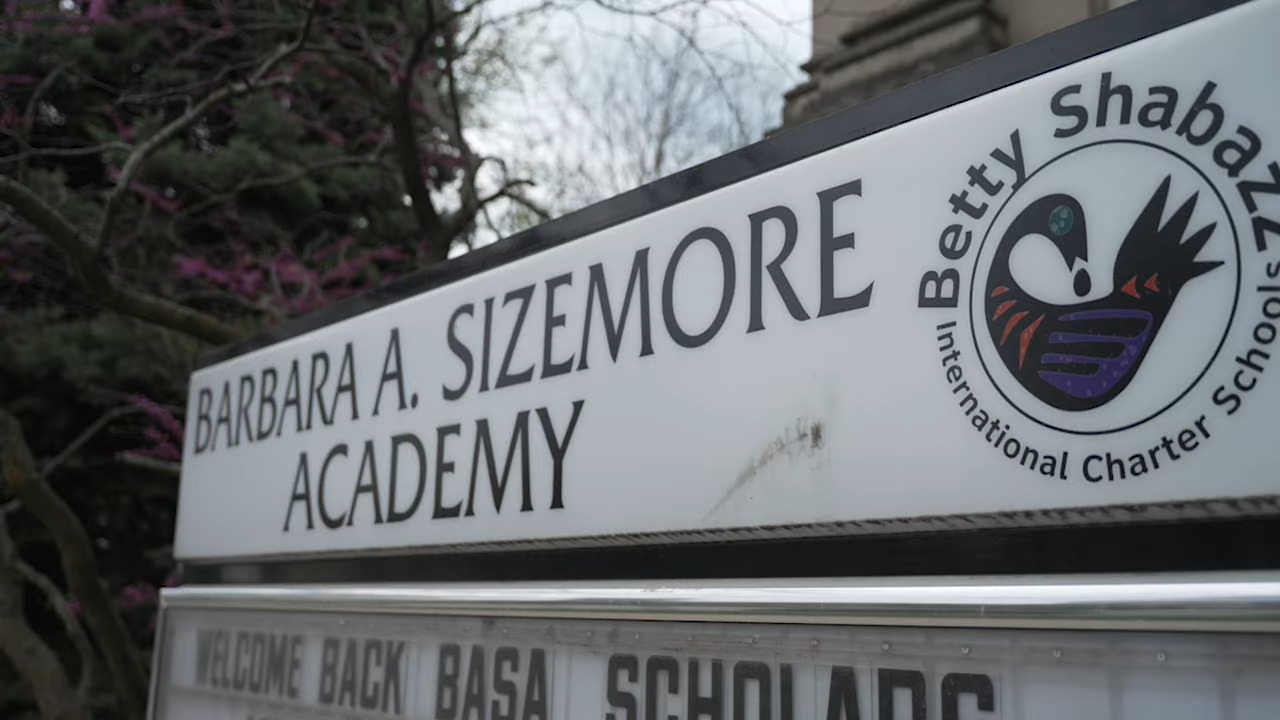 BARBARA A. SIZEMORE
ACADEMY
Betty Shabazz
International Charter Schools
WELCOME BACK BASA SCHOLARS